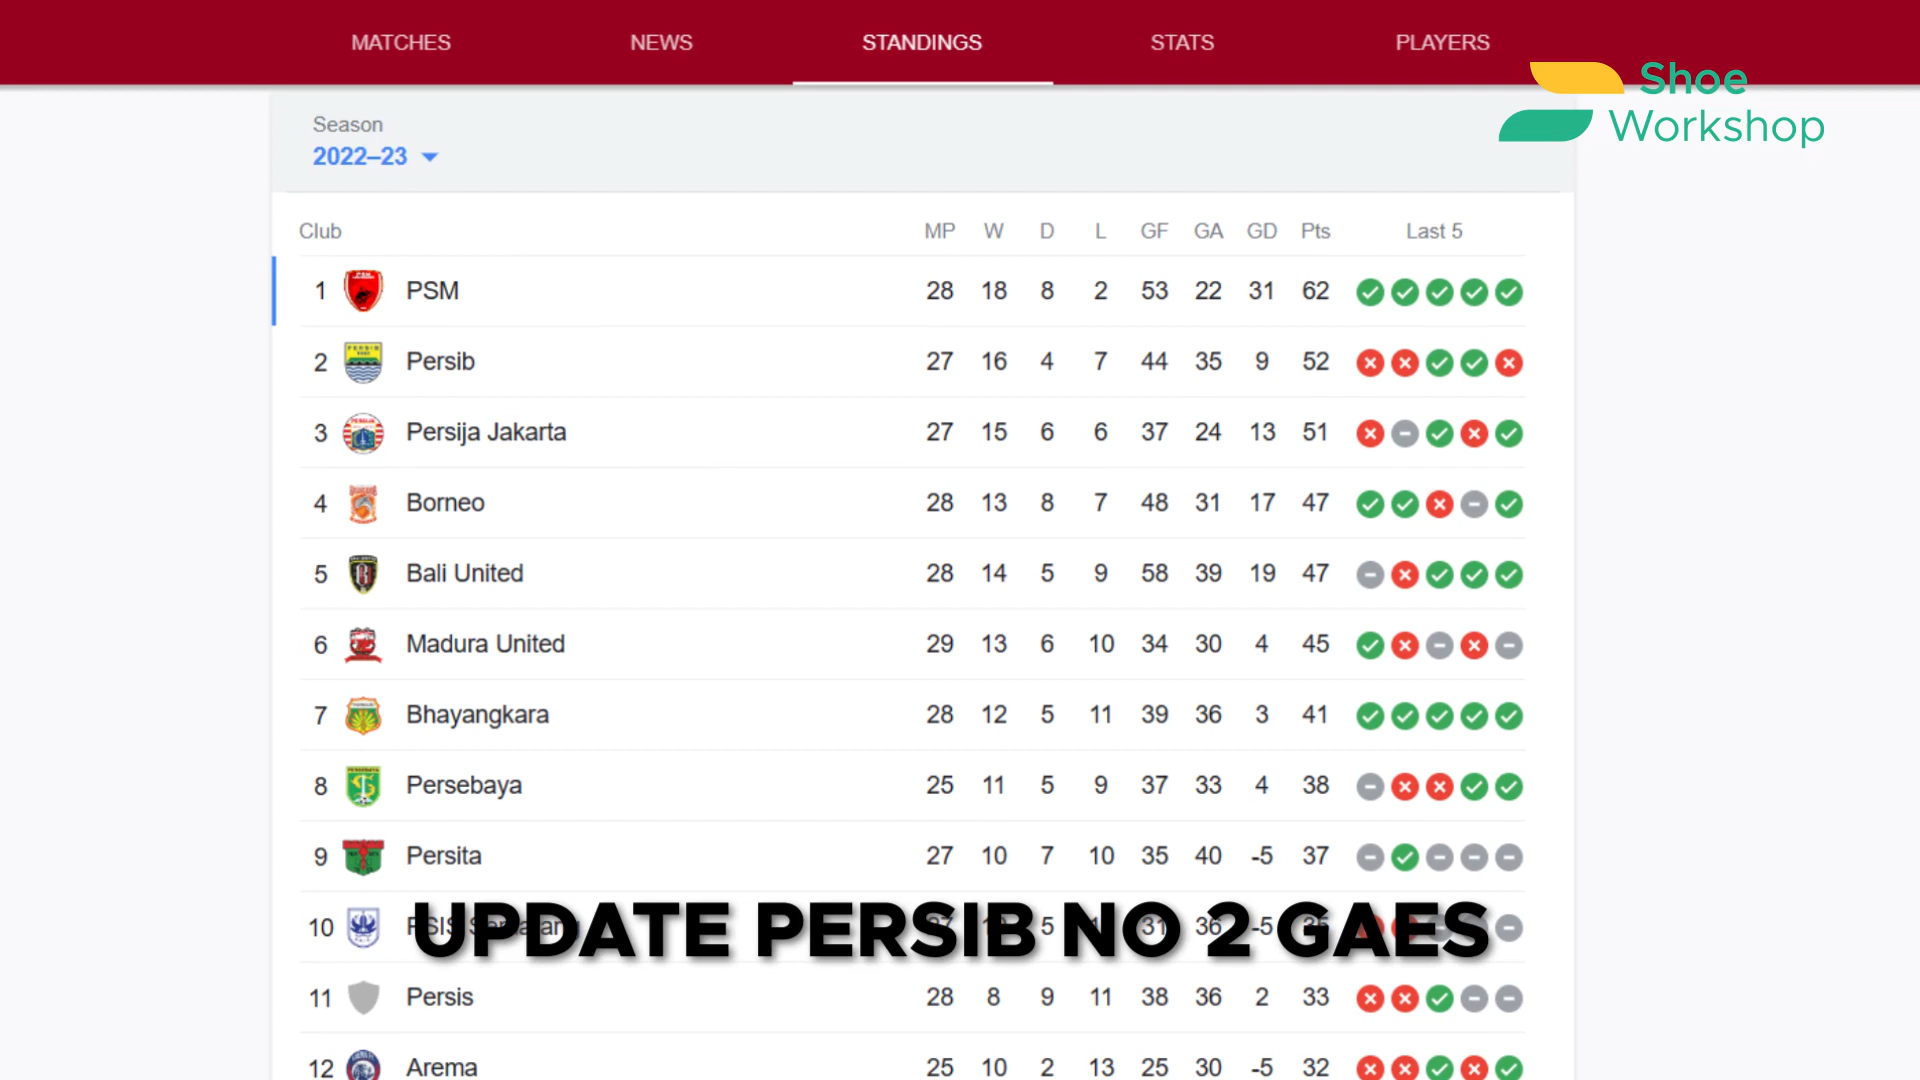 MATCHES NEWS STANDINGS STATS PLAYERS
Shoe
Workshop
Season
2022–23
Club MP W D L GF GA GD Pts Last 5
1 PSM 28 18 8 2 53 22 31 62
2 Persib 27 16 4 7 44 35 9 52
3 Persija Jakarta 27 15 6 6 37 24 13 51
4 Borneo 28 13 8 7 48 31 17 47
5 Bali United 28 14 5 9 58 39 19 47
6 Madura United 29 13 6 10 34 30 4 45
7 Bhayangkara 28 12 5 11 39 36 3 41
8 Persebaya 25 11 5 9 37 33 4 38
9 Persita 27 10 7 10 35 40 -5 37
10 5 31 36 -5
UPDATE PERSIB NO 2 GAES
11 Persis 28 8 9 11 38 36 2 33
12 Arema 25 10 2 13 25 30 -5 32